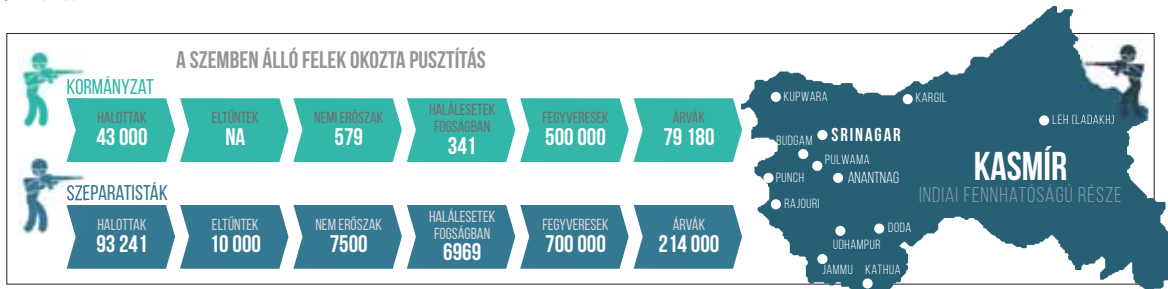 A SZEMBEN ÁLLÓ FELEK OKOZTA PUSZTÍTÁS
KORMÁNYZAT
HALOTTAK
43 000
ELTŰNTEK
NA
NEMI ERŐSZAK
579
HALÁLESETEK
FOGSÁGBAN
341
FEGYVERESEK
500 000
ÁRVÁK
79 180
SZEPARATISTÁK
HALOTTAK
93 241
ELTŰNTEK
10 000
NEM ERŐSZAK
7500
HALÁLESETEK
FOGSÁGBAN
6969
FEGYVERESEK
700 000
ÁRVÁK
214 000
KUPWARA
KARGIL
LEH (LADAKH)
SRINAGAR
BUDGAM
PULWAMA
PUNCH
ANANTNAG
RAJOURI
DODA
UDHAMPUR
JAMMU
KATHUA
KASMÍR
INDIAI FENNHATÓSÁGÚ RÉSZE